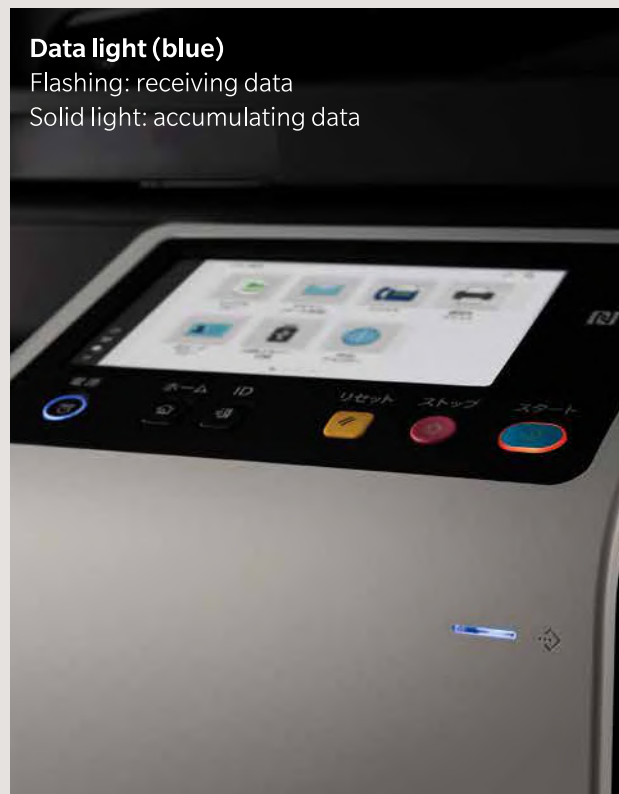 Data light (blue)
Flashing: receiving data
Solid light: accumulating data
電源
ホーム ID
リセット ストップ スタート